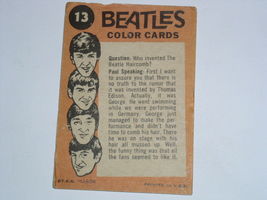 13
BEATLES
COLOR CARDS
Question: Who invented The
Beatle Haircomb?
Paul Speaking: First I want
to assure you that there is
no truth to the rumor that
it was invented by Thomas
Edison. Actually, it was
George. He went swimming
while we were performing
in Germany. George just
managed to make the per-
formance and didn't have
time to comb his hair. There
he was on stage with his
hair all mussed up. Well,
the funny thing was that all
the fans seemed to like it.
PRINTED IN U.S.A.